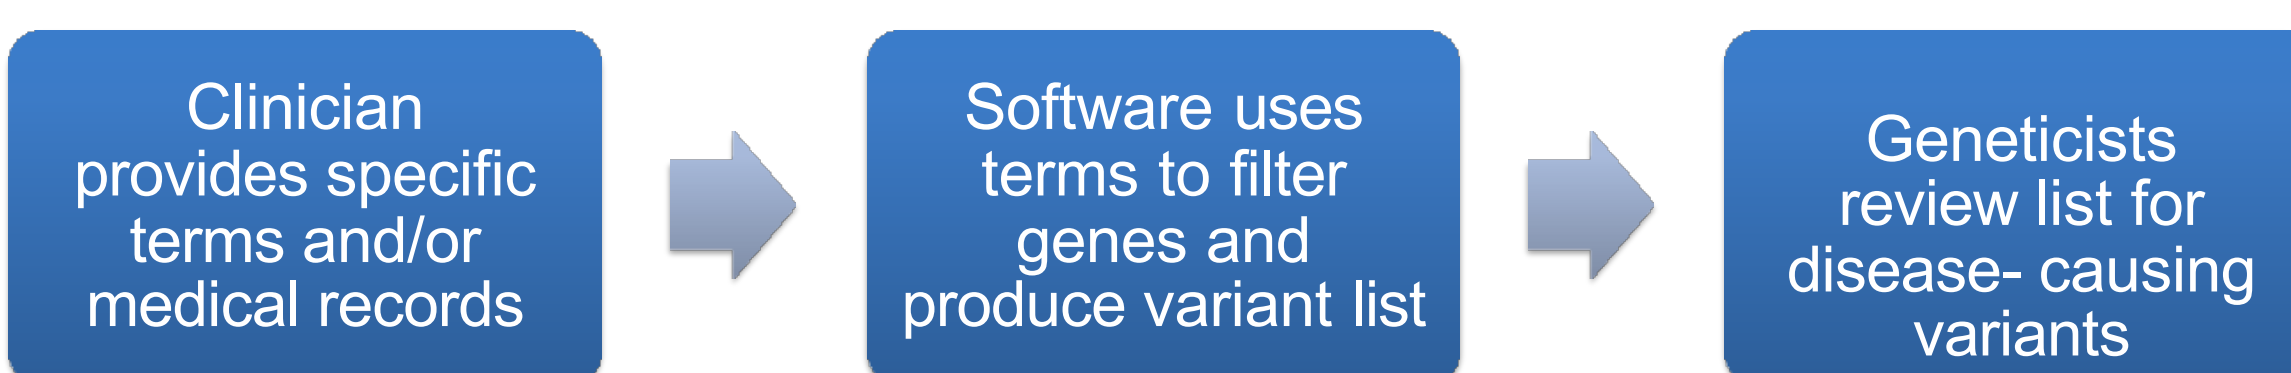 Clinician
provides specific
terms and/or
medical records
Software uses
terms to filter
genes and
produce variant list
Geneticists
review list for
disease- causing
variants